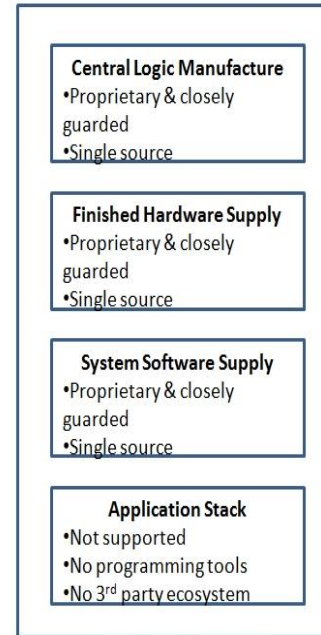 Central Logic Manufacture
•Proprietary & closely
guarded
•Single source
Finished Hardware Supply
•Proprietary & closely
guarded
•Single source
System Software Supply
•Proprietary & closely
guarded
•Single source
Application Stack
•Not supported
•No programming tools
•No 3rd party ecosystem